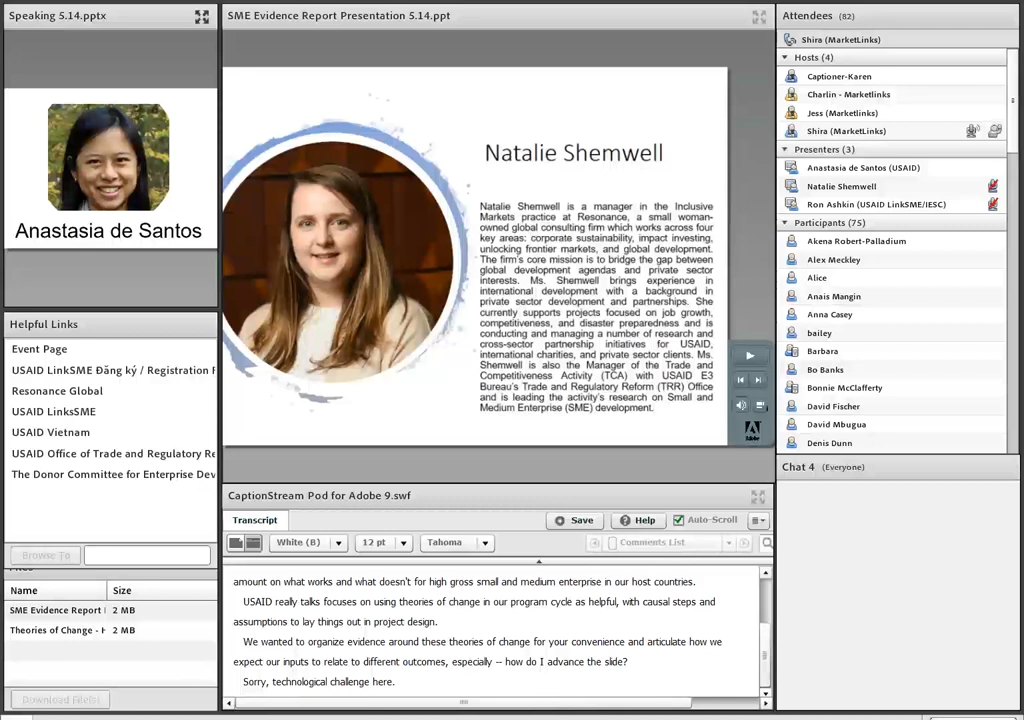 Speaking 5.14.pptx
Anastasia de Santos
Helpful Links
Event Page
USAID LinkSME Đăng ký / Registration
Resonance Global
USAID LinksSME
USAID Vietnam
USAID Office of Trade and Regulatory Re
The Donor Committee for Enterprise Dev
Browse To
Name Size
SME Evidence Report 2 MB
Theories of Change - 2 MB
Download File(s)
SME Evidence Report Presentation 5.14.ppt
Natalie Shemwell
Natalie Shemwell is a manager in the Inclusive
Markets practice at Resonance, a small woman-
owned global consulting firm which works across four
key areas: corporate sustainability, impact investing,
unlocking frontier markets, and global development.
The firm's core mission is to bridge the gap between
global development agendas and private sector
interests. Ms. Shemwell brings experience in
international development with a background in
private sector development and partnerships. She
currently supports projects focused on job growth,
competitiveness, and disaster preparedness and is
conducting and managing a number of research and
cross-sector partnership initiatives for USAID,
international charities, and private sector clients. Ms.
Shemwell is also the Manager of the Trade and
Competitiveness Activity (TCA) with USAID E3
Bureau's Trade and Regulatory Reform (TRR) Office
and is leading the activity's research on Small and
Medium Enterprise (SME) development.
Adobe
CaptionStream Pod for Adobe 9.swf
Transcript Save Help Auto-Scroll
White (B) 12 pt Tahoma Comments List
amount on what works and what doesn't for high gross small and medium enterprise in our host countries.
USAID really talks focuses on using theories of change in our program cycle as helpful, with causal steps and
assumptions to lay things out in project design.
We wanted to organize evidence around these theories of change for your convenience and articulate how we
expect our inputs to relate to different outcomes, especially -- how do I advance the slide?
Sorry, technological challenge here.
Attendees (82)
Shira (MarketLinks)
Hosts (4)
Captioner-Karen
Charlin - Marketlinks
Jess (Marketlinks)
Shira (MarketLinks)
Presenters (3)
Anastasia de Santos (USAID)
Natalie Shemwell
Ron Ashkin (USAID LinkSME/IESC)
Participants (75)
Akena Robert-Palladium
Alex Meckley
Alice
Anais Mangin
Anna Casey
bailey
Barbara
Bo Banks
Bonnie McClafferty
David Fischer
David Mbugua
Denis Dunn
Chat 4 (Everyone)